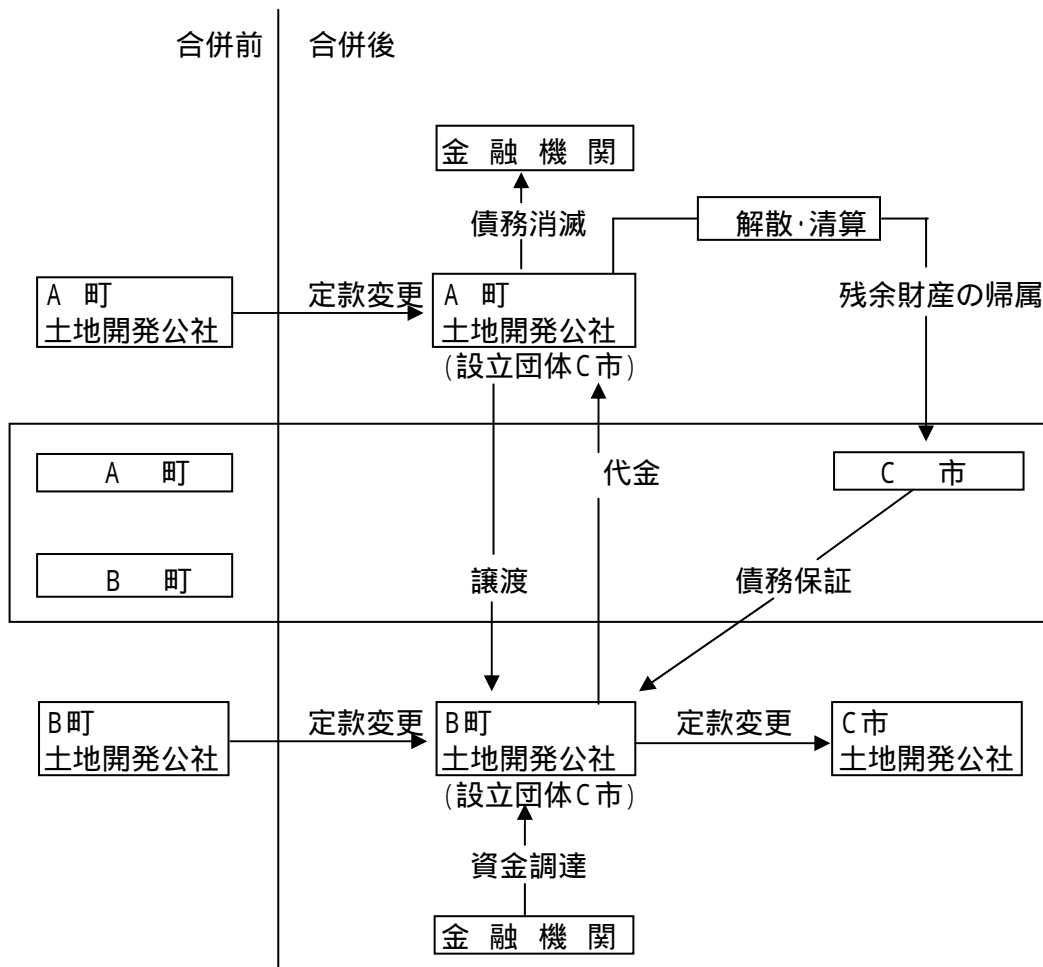 合併前
合併後
金 融 機 関
債務消滅
解散・清算
A 町
土地開発公社
定款変更
A 町
土地開発公社
(設立団体C市)
残余財産の帰属
A 町
代金
C 市
B 町
譲渡
債務保証
B町
土地開発公社
定款変更
B町
土地開発公社
(設立団体C市)
定款変更
C市
土地開発公社
資金調達
金 融 機 関